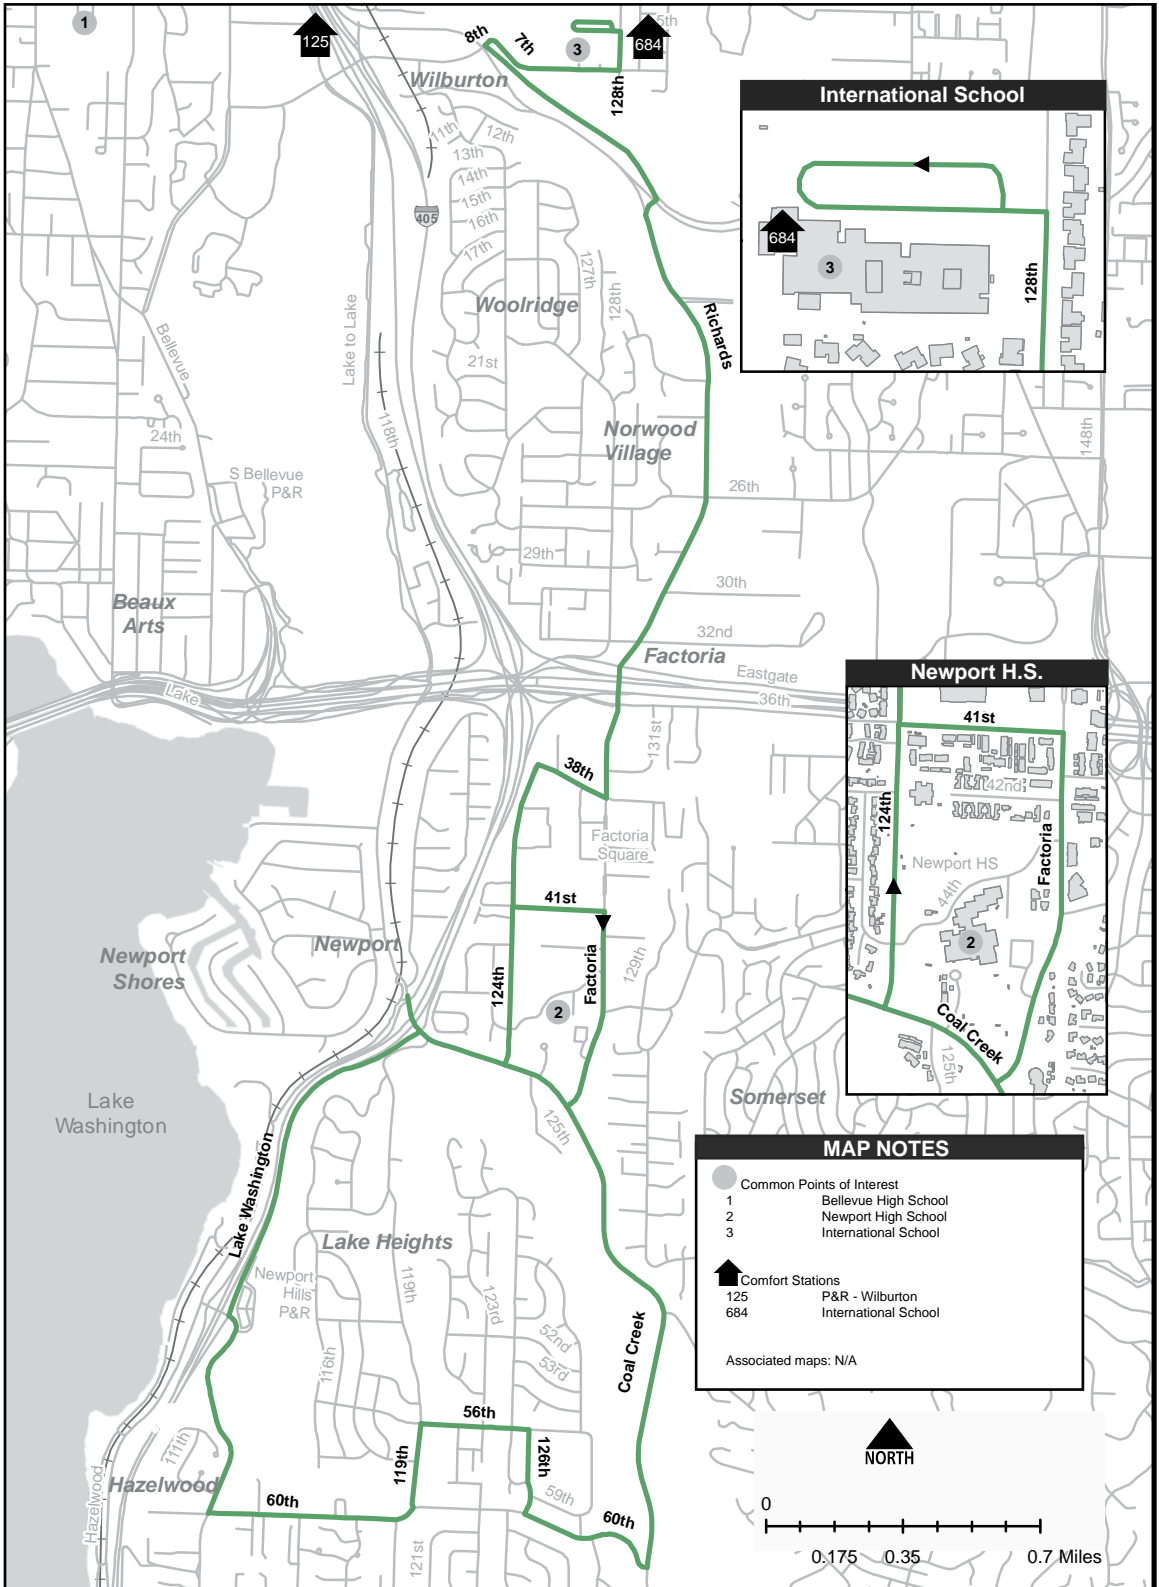 1
125
8th
7th
3
5th
684
128th
Wilburton
International School
684
3
128th
11th
12th
13th
14th
15th
16th
17th
405
127th
128th
Woolridge
Richards
Lake to Lake
Bellevue
21st
118th
24th
Norwood
Village
148th
S Bellevue
P&R
26th
29th
30th
Beaux
Arts
32nd
Factoria
Eastgate
36th
Lake
131st
Newport H.S.
41st
42nd
124th
Factoria
Newport HS
44th
2
Coal Creek
125th
38th
Factoria
Square
41st
Factoria
129th
124th
2
Newport
Newport
Shores
Lake
Washington
125th
Somerset
Lake Washington
MAP NOTES
Common Points of Interest
1 Bellevue High School
2 Newport High School
3 International School
Comfort Stations
125 P&R - Wilburton
684 International School
Associated maps: N/A
Lake Heights
Newport
Hills
P&R
119th
123rd
52nd
53rd
116th
Coal Creek
56th
119th
126th
59th
111th
Hazelwood
Hazelwood
60th
60th
121st
NORTH
0
0.175 0.35 0.7 Miles